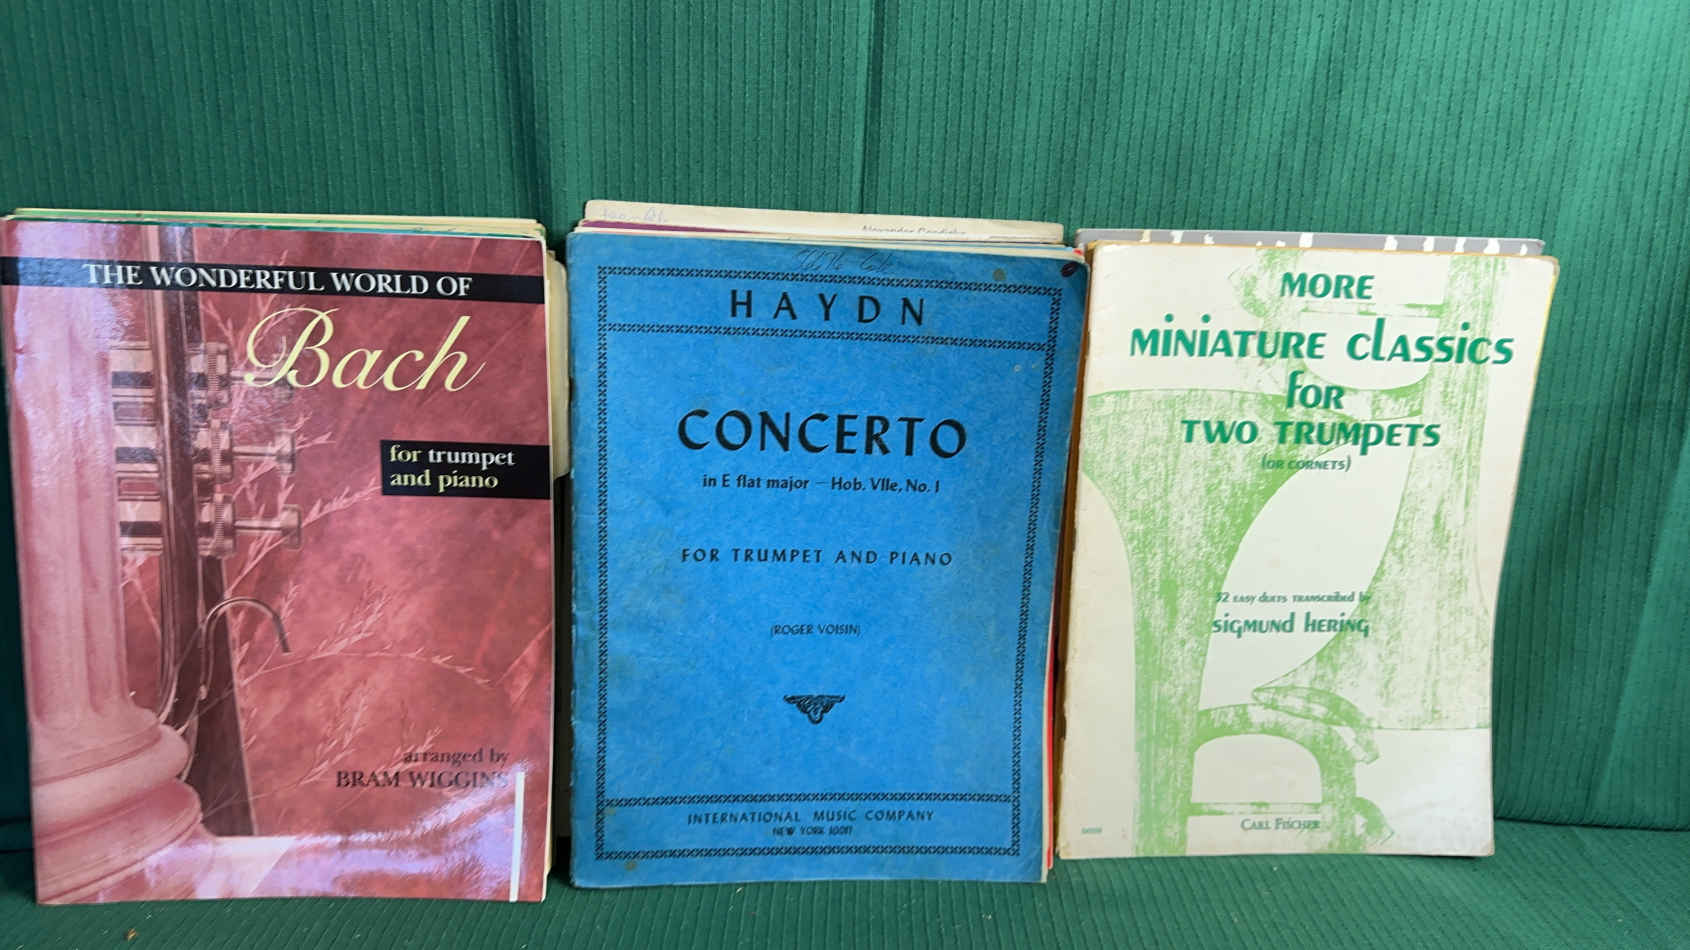 THE WONDERFUL WORLD OF
Bach
for trumpet
and piano
arranged by
BRAM WIGGINS
HAYDN
CONCERTO
in E flat major — Hob. VIIe, No. 1
FOR TRUMPET AND PIANO
(ROGER VOISIN)
INTERNATIONAL MUSIC COMPANY
NEW YORK 10017
MORE
MINIATURE CLASSICS
FOR
TWO TRUMPETS
(OR CORNETS)
32 EASY DUETS TRANSCRIBED by
SIGMUND HERING
CARL FISCHER